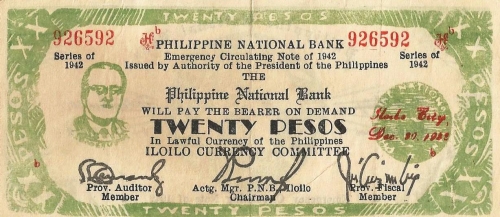 TWENTY PESOS
926592
b
PHILIPPINE NATIONAL BANK
926592
b
Series of
1942
Emergency Circulating Note of 1942
Issued by Authority of the President of the Philippines
Series of
1942
THE
Philippine National Bank
WILL PAY THE BEARER ON DEMAND
TWENTY PESOS
In Lawful Currency of the Philippines
ILOILO CURRENCY COMMITTEE
Iloilo City
b
b
Prov. Auditor
Member
Actg. Mgr. P.N.B. Iloilo
Chairman
Prov. Fiscal
Member
TWENTY PESOS